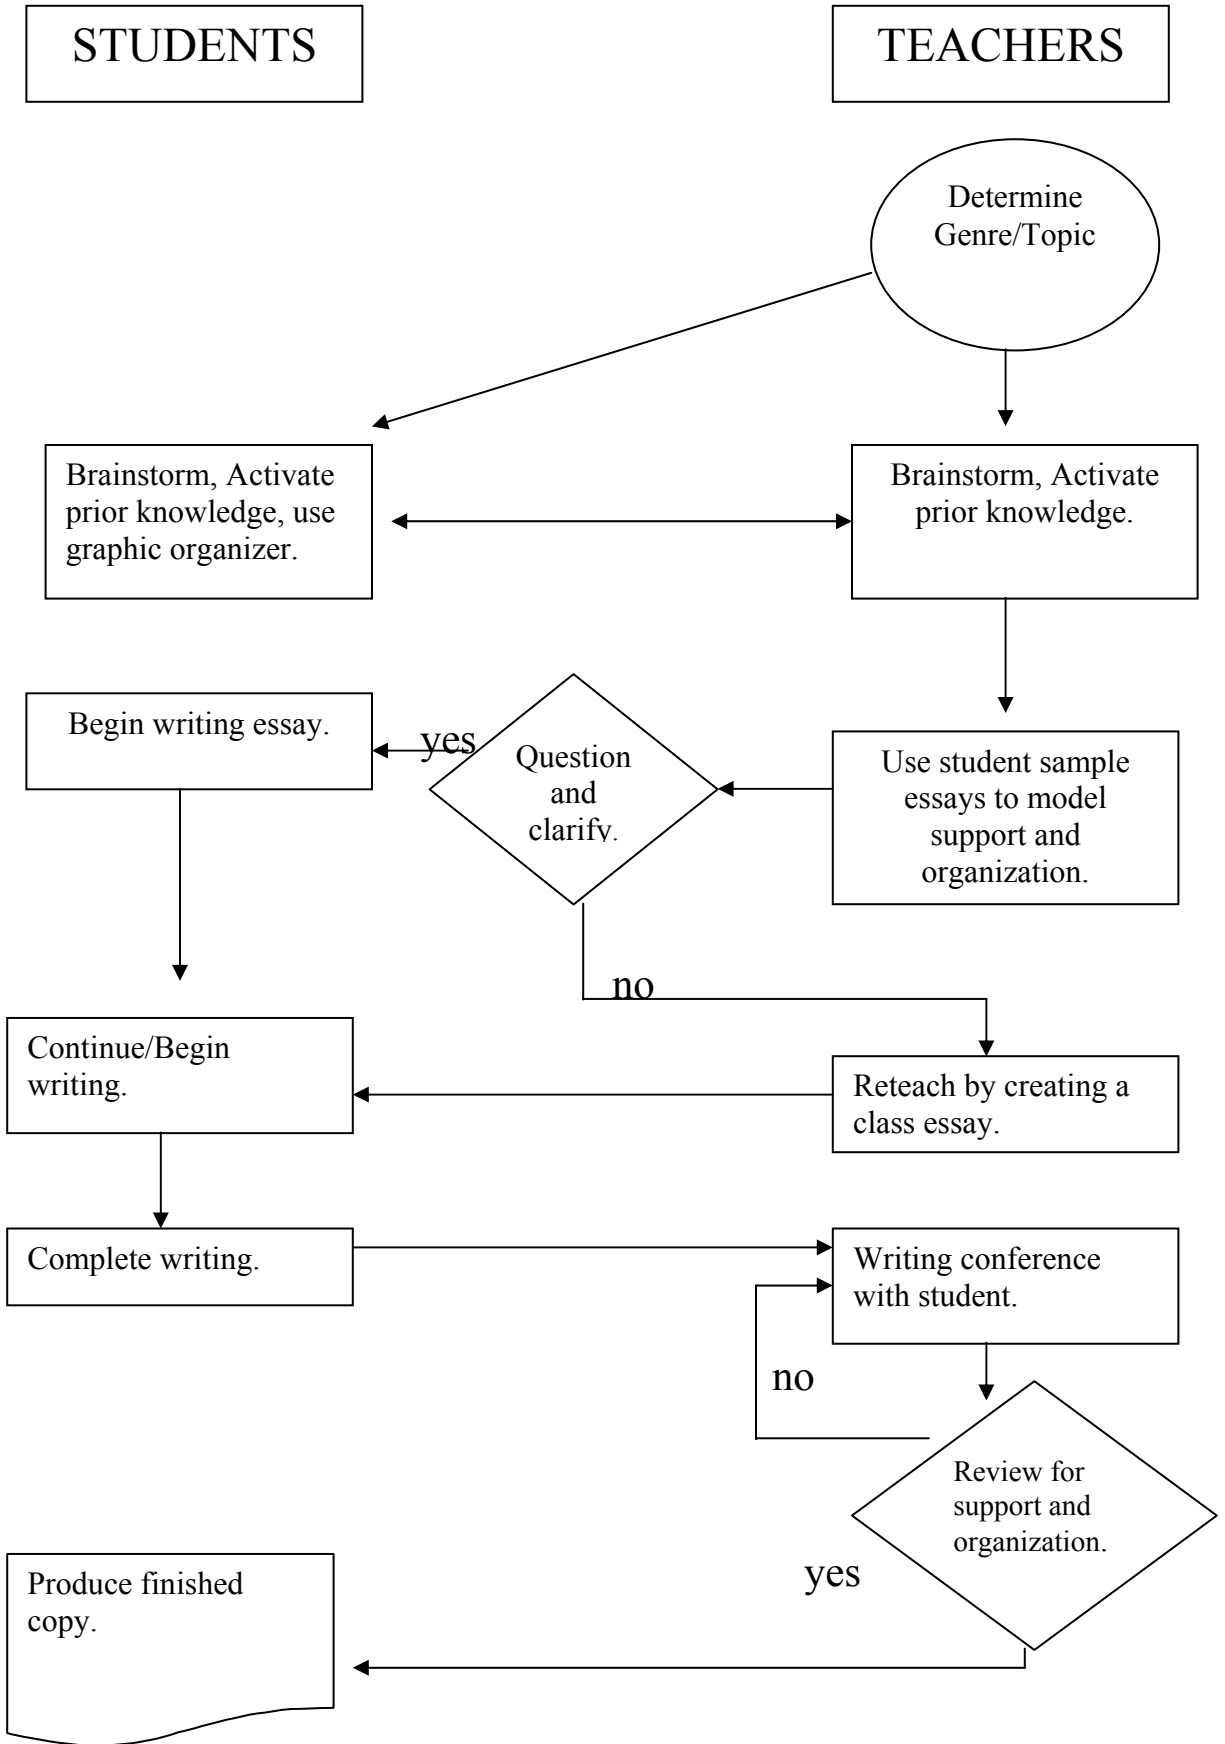 STUDENTS
TEACHERS
Determine
Genre/Topic
Brainstorm, Activate
prior knowledge, use
graphic organizer.
Brainstorm, Activate
prior knowledge.
Begin writing essay.
yes
Question
and
clarify.
Use student sample
essays to model
support and
organization.
no
Continue/Begin
writing.
Reteach by creating a
class essay.
Complete writing.
Writing conference
with student.
no
Review for
support and
organization.
yes
Produce finished
copy.